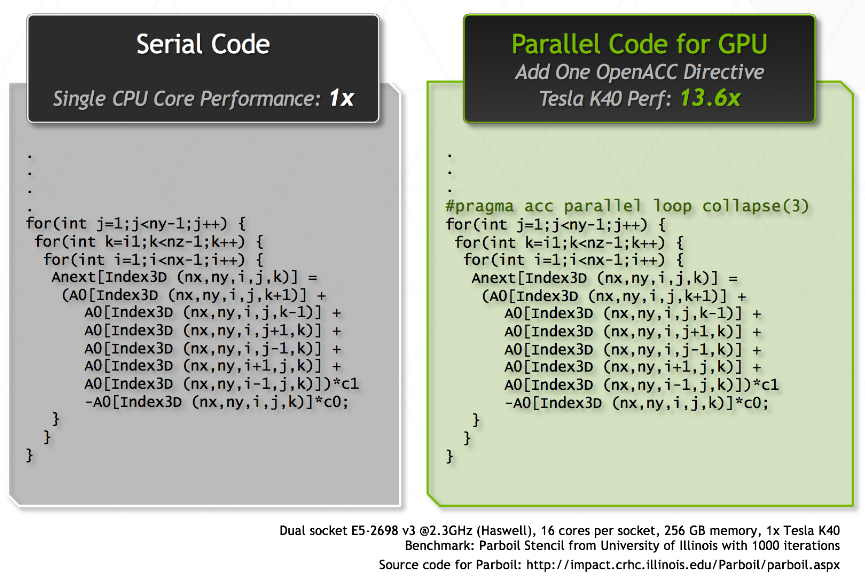 Serial Code
Single CPU Core Performance: 1x
.
.
.
.
for(int j=1;j<ny-1;j++) {
for(int k=i1;k<nz-1;k++) {
for(int i=1;i<nx-1;i++) {
Anext[Index3D (nx,ny,i,j,k)] =
(A0[Index3D (nx,ny,i,j,k+1)] +
A0[Index3D (nx,ny,i,j,k-1)] +
A0[Index3D (nx,ny,i,j+1,k)] +
A0[Index3D (nx,ny,i,j-1,k)] +
A0[Index3D (nx,ny,i+1,j,k)] +
A0[Index3D (nx,ny,i-1,j,k)])*c1
-A0[Index3D (nx,ny,i,j,k)]*c0;
}
}
}
Parallel Code for GPU
Add One OpenACC Directive
Tesla K40 Perf: 13.6x
.
.
.
#pragma acc parallel loop collapse(3)
for(int j=1;j<ny-1;j++) {
for(int k=i1;k<nz-1;k++) {
for(int i=1;i<nx-1;i++) {
Anext[Index3D (nx,ny,i,j,k)] =
(A0[Index3D (nx,ny,i,j,k+1)] +
A0[Index3D (nx,ny,i,j,k-1)] +
A0[Index3D (nx,ny,i,j+1,k)] +
A0[Index3D (nx,ny,i,j-1,k)] +
A0[Index3D (nx,ny,i+1,j,k)] +
A0[Index3D (nx,ny,i-1,j,k)])*c1
-A0[Index3D (nx,ny,i,j,k)]*c0;
}
}
}
Dual socket E5-2698 v3 @2.3GHz (Haswell), 16 cores per socket, 256 GB memory, 1x Tesla K40
Benchmark: Parboil Stencil from University of Illinois with 1000 iterations
Source code for Parboil: http://impact.crhc.illinois.edu/Parboil/parboil.aspx